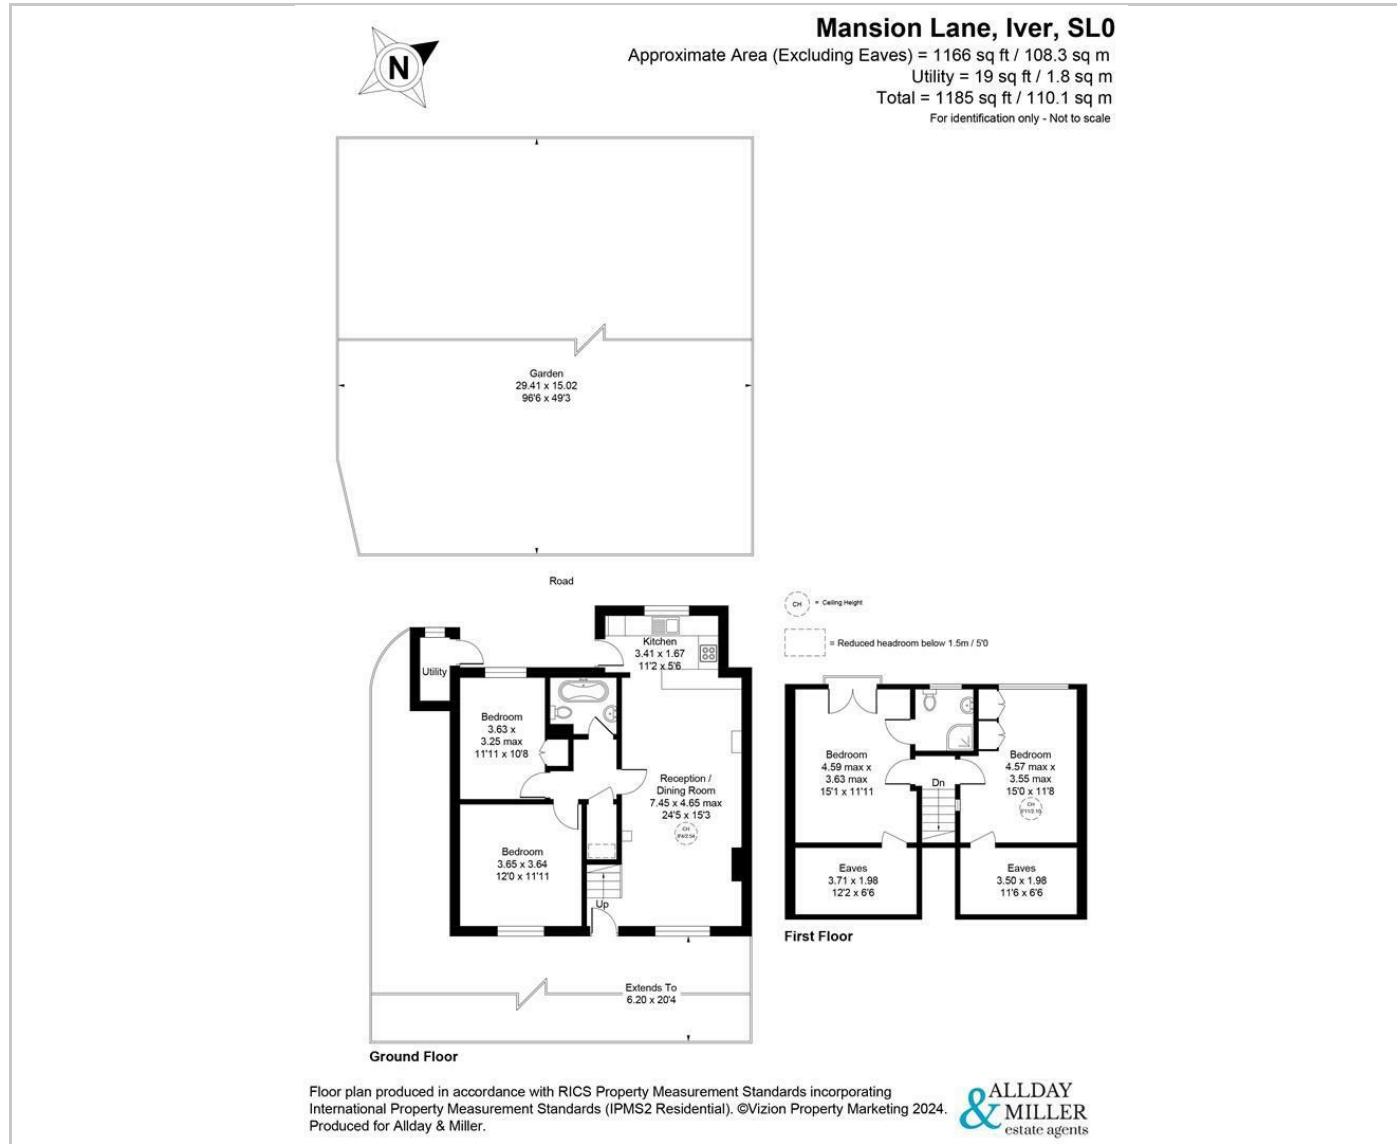 Mansion Lane, Iver, SL0
Approximate Area (Excluding Eaves) = 1166 sq ft / 108.3 sq m
Utility = 19 sq ft / 1.8 sq m
Total = 1185 sq ft / 110.1 sq m
For identification only - Not to scale
N
Garden
29.41 x 15.02
96'6 x 49'3
Road
CH = Ceiling Height
= Reduced headroom below 1.5m / 5'0
Utility
Kitchen
3.41 x 1.67
11'2 x 5'6
Bedroom
3.63 x
3.25 max
11'11 x 10'8
Reception /
Dining Room
7.45 x 4.65 max
24'5 x 15'3
CH
Bedroom
3.65 x 3.64
12'0 x 11'11
Up
Extends To
6.20 x 20'4
Ground Floor
Bedroom
4.59 max x
3.63 max
15'1 x 11'11
Dn
Bedroom
4.57 max x
3.55 max
15'0 x 11'8
CH
Eaves
3.71 x 1.98
12'2 x 6'6
Eaves
3.50 x 1.98
11'6 x 6'6
First Floor
Floor plan produced in accordance with RICS Property Measurement Standards incorporating
International Property Measurement Standards (IPMS2 Residential). ©Vizion Property Marketing 2024.
Produced for Allday & Miller.
ALLDAY
& MILLER
estate agents